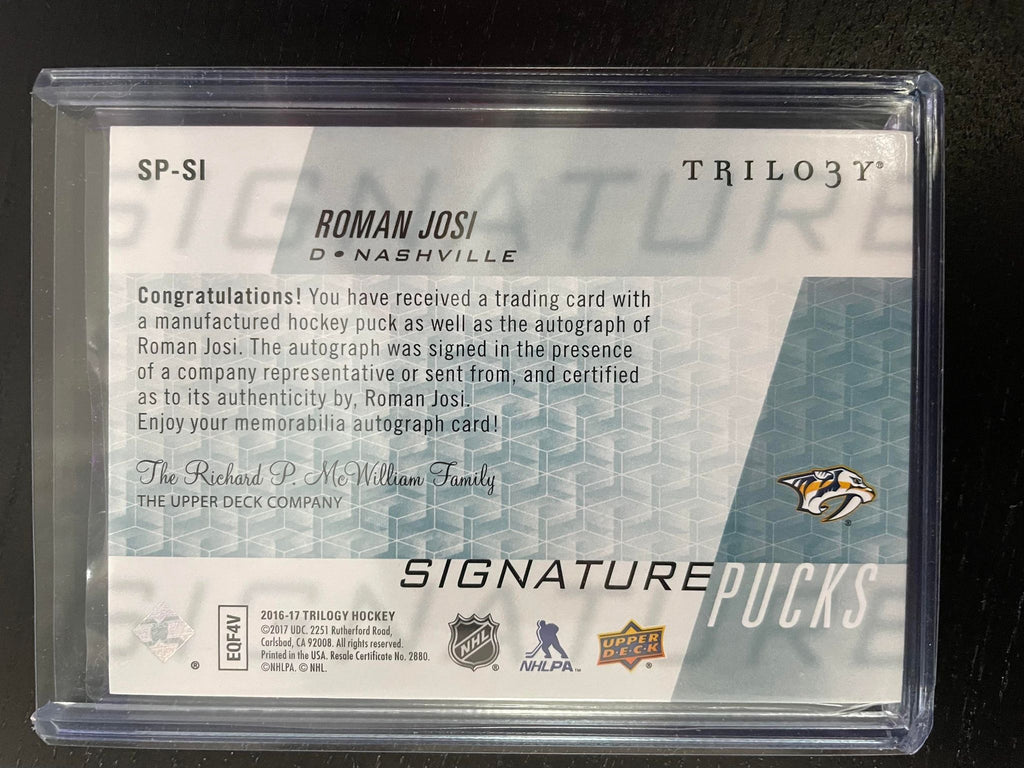 SP-SI
TRILO3Y®
ROMAN JOSI
D • NASHVILLE
Congratulations! You have received a trading card with
a manufactured hockey puck as well as the autograph of
Roman Josi. The autograph was signed in the presence
of a company representative or sent from, and certified
as to its authenticity by, Roman Josi.
Enjoy your memorabilia autograph card!
The Richard P. McWilliam Family
THE UPPER DECK COMPANY
SIGNATURE PUCKS
EQF4V
2016-17 TRILOGY HOCKEY
©2017 UDC. 2251 Rutherford Road,
Carlsbad, CA 92008. All rights reserved.
Printed in the USA. Resale Certificate No. 2880.
©NHLPA. © NHL.
NHL
NHLPA
UPPER
D·E·C·K
SIGNATURE
SIGNATURE